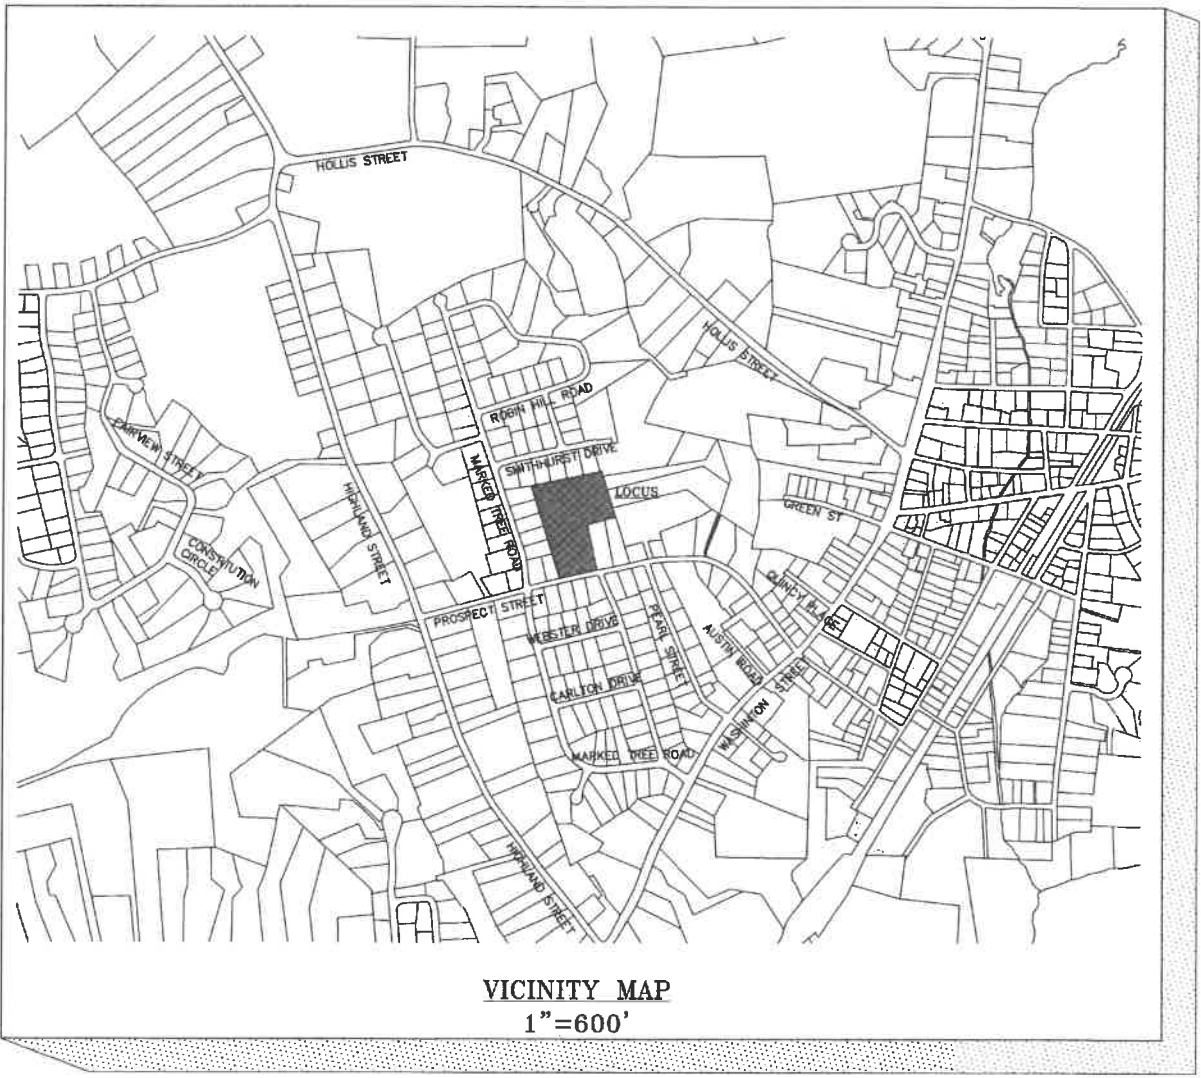 HOLLIS STREET
HOLLIS STREET
ROBIN HILL ROAD
SMITHHURST DRIVE
MARKED TREE ROAD
LOCUS
GREEN ST
FAIRVIEW STREET
HIGHLAND STREET
CONSTITUTION
CIRCLE
PROSPECT STREET
QUINCY PLACE
WEBSTER DRIVE
PEARL STREET
AUSTIN ROAD
CARLTON DRIVE
WASHINTON STREET
MARKED TREE ROAD
HIGHLAND STREET
VICINITY MAP
1"=600'